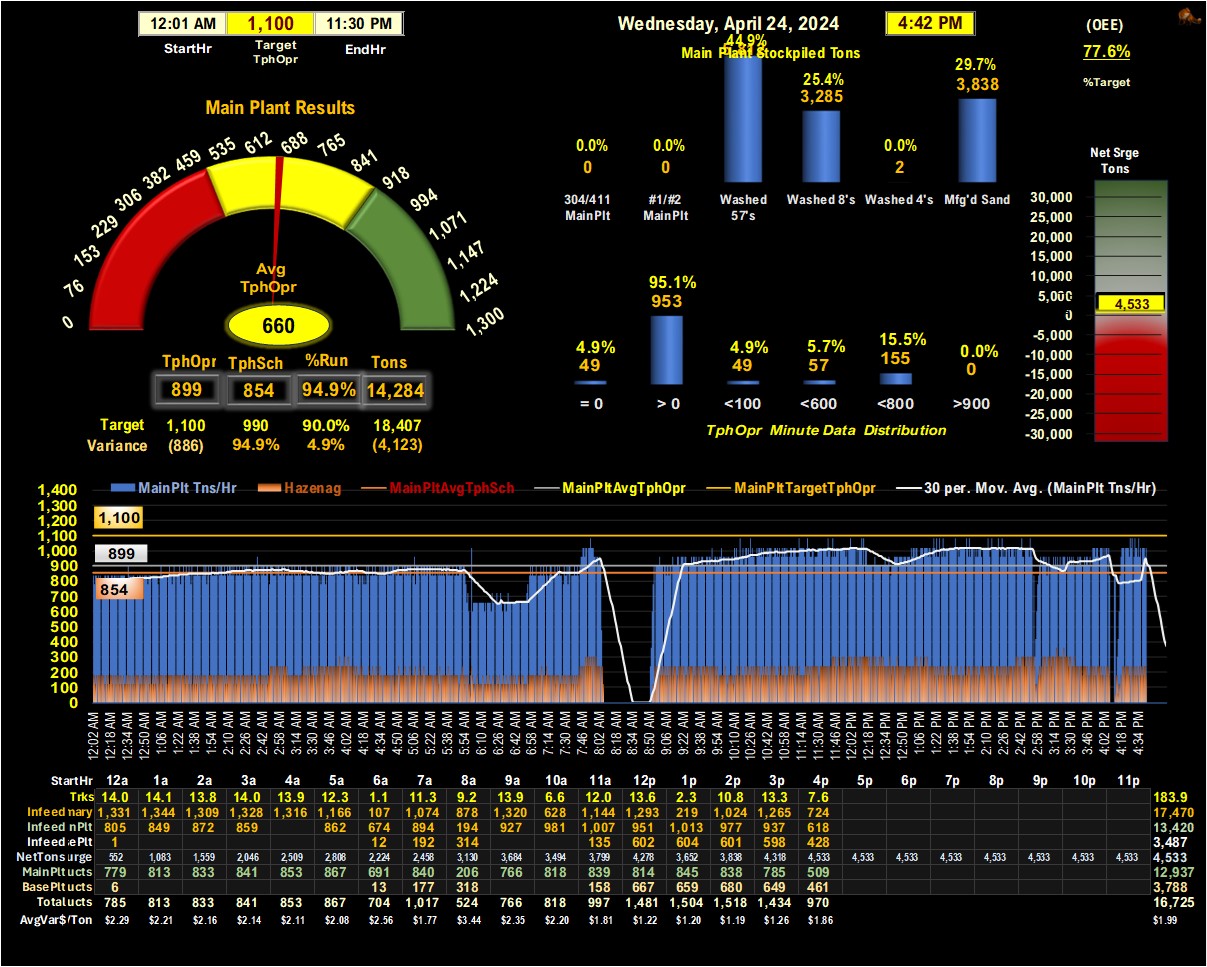 12:01 AM 1,100 11:30 PM
StartHr Target TphOpr EndHr
Wednesday, April 24, 2024 4:42 PM
(OEE)
77.6%
%Target
Main Plant Stockpiled Tons
44.9%
25.4%
3,285
29.7%
3,838
0.0% 0.0% 0.0%
0 0 2
304/411 MainPlt #1/#2 MainPlt Washed 57's Washed 8's Washed 4's Mfg'd Sand
Main Plant Results
0 76 153 229 306 382 459 535 612 688 765 841 918 994 1,071 1,147 1,224 1,300
Avg
TphOpr
660
TphOpr TphSch %Run Tons
899 854 94.9% 14,284
Target 1,100 990 90.0% 18,407
Variance (886) 94.9% 4.9% (4,123)
4.9% 95.1% 4.9% 5.7% 15.5% 0.0%
49 953 49 57 155 0
= 0 > 0 <100 <600 <800 >900
TphOpr Minute Data Distribution
Net Srge
Tons
30,000
25,000
20,000
15,000
10,000
5,000
0
-5,000
-10,000
-15,000
-20,000
-25,000
-30,000
4,533
MainPlt Tns/Hr Hazenag MainPltAvgTphSch MainPltAvgTphOpr MainPltTargetTphOpr 30 per. Mov. Avg. (MainPlt Tns/Hr)
1,400
1,300
1,200
1,100
1,000
900
800
700
600
500
400
300
200
100
0
1,100
899
854
12:02 AM 12:18 AM 12:34 AM 12:50 AM 1:06 AM 1:22 AM 1:38 AM 1:54 AM 2:10 AM 2:26 AM 2:42 AM 2:58 AM 3:14 AM 3:30 AM 3:46 AM 4:02 AM 4:18 AM 4:34 AM 4:50 AM 5:06 AM 5:22 AM 5:38 AM 5:54 AM 6:10 AM 6:26 AM 6:42 AM 6:58 AM 7:14 AM 7:30 AM 7:46 AM 8:02 AM 8:18 AM 8:34 AM 8:50 AM 9:06 AM 9:22 AM 9:38 AM 9:54 AM 10:10 AM 10:26 AM 10:42 AM 10:58 AM 11:14 AM 11:30 AM 11:46 AM 12:02 PM 12:18 PM 12:34 PM 12:50 PM 1:06 PM 1:22 PM 1:38 PM 1:54 PM 2:10 PM 2:26 PM 2:42 PM 2:58 PM 3:14 PM 3:30 PM 3:46 PM 4:02 PM 4:18 PM 4:34 PM
StartHr 12a 1a 2a 3a 4a 5a 6a 7a 8a 9a 10a 11a 12p 1p 2p 3p 4p 5p 6p 7p 8p 9p 10p 11p
Trks 14.0 14.1 13.8 14.0 13.9 12.3 1.1 11.3 9.2 13.9 6.6 12.0 13.6 2.3 10.8 13.3 7.6 183.9
Infeed mary 1,331 1,344 1,309 1,328 1,316 1,166 107 1,074 878 1,320 628 1,144 1,293 219 1,024 1,265 724 17,470
Infeed nPlt 805 849 872 859 862 674 894 194 927 981 1,007 951 1,013 977 937 618 13,420
Infeed ePlt 1 12 192 314 135 602 604 601 598 428 3,487
NetTonsurge 552 1,083 1,559 2,046 2,509 2,808 2,224 2,458 3,130 3,684 3,494 3,799 4,278 3,652 3,838 4,318 4,533 4,533 4,533 4,533 4,533 4,533 4,533 4,533 4,533
MainPlt ucts 779 813 833 841 853 867 691 840 206 766 818 839 814 845 838 785 509 12,937
BasePlt ucts 6 13 177 318 158 667 659 680 649 461 3,788
Totalucts 785 813 833 841 853 867 704 1,017 524 766 818 997 1,481 1,504 1,518 1,434 970 16,725
AvgVar$/Ton $2.29 $2.21 $2.16 $2.14 $2.11 $2.08 $2.56 $1.77 $3.44 $2.35 $2.20 $1.81 $1.22 $1.20 $1.19 $1.26 $1.86 $1.99